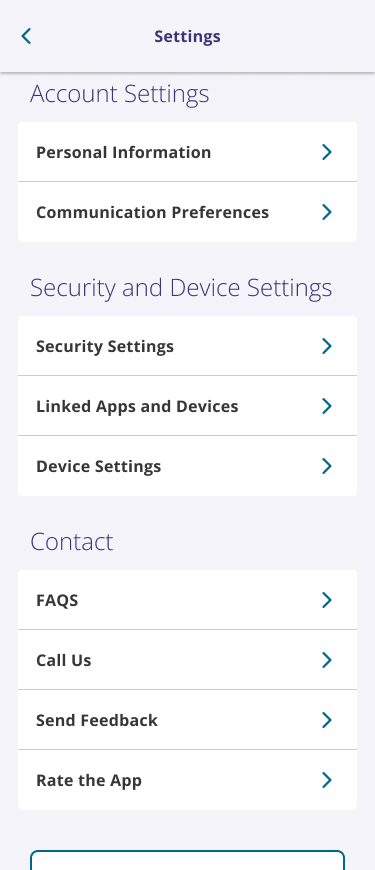 Settings
Account Settings
Personal Information
Communication Preferences
Security and Device Settings
Security Settings
Linked Apps and Devices
Device Settings
Contact
FAQS
Call Us
Send Feedback
Rate the App